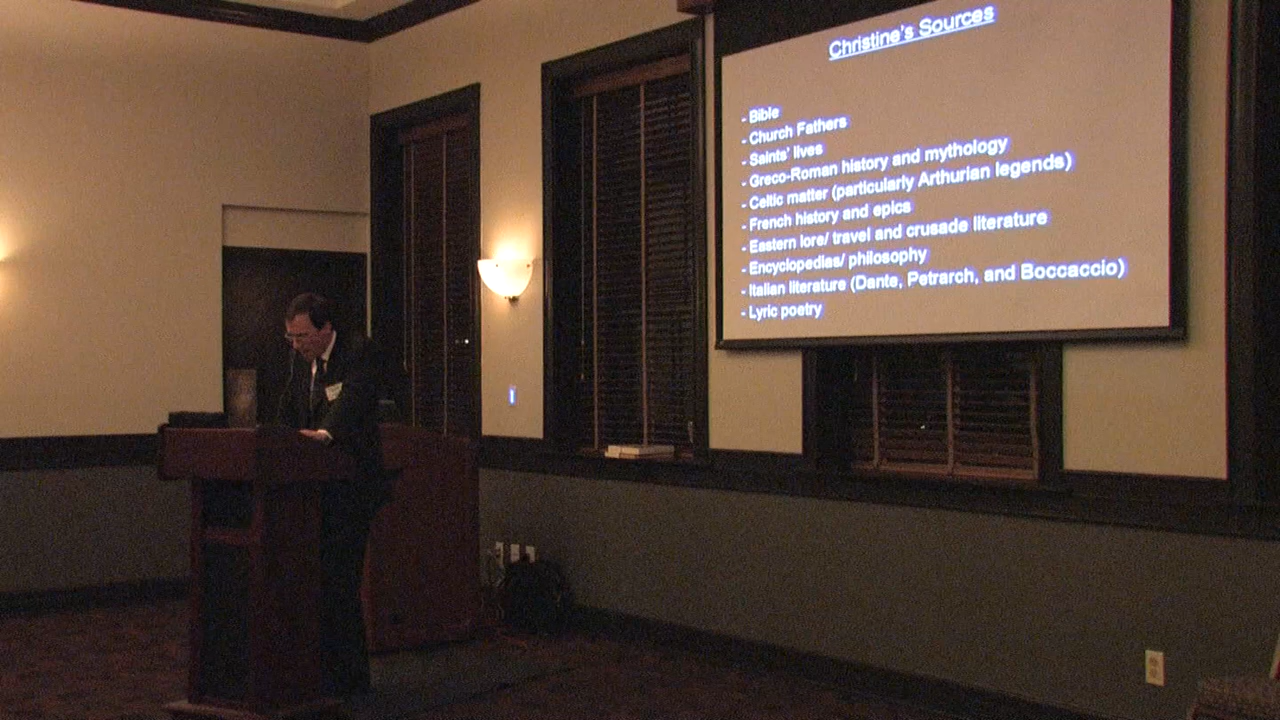 Christine's Sources
- Bible
- Church Fathers
- Saints' lives
- Greco-Roman history and mythology
- Celtic matter (particularly Arthurian legends)
- French history and epics
- Eastern lore/ travel and crusade literature
- Encyclopedias/ philosophy
- Italian literature (Dante, Petrarch, and Boccaccio)
- Lyric poetry